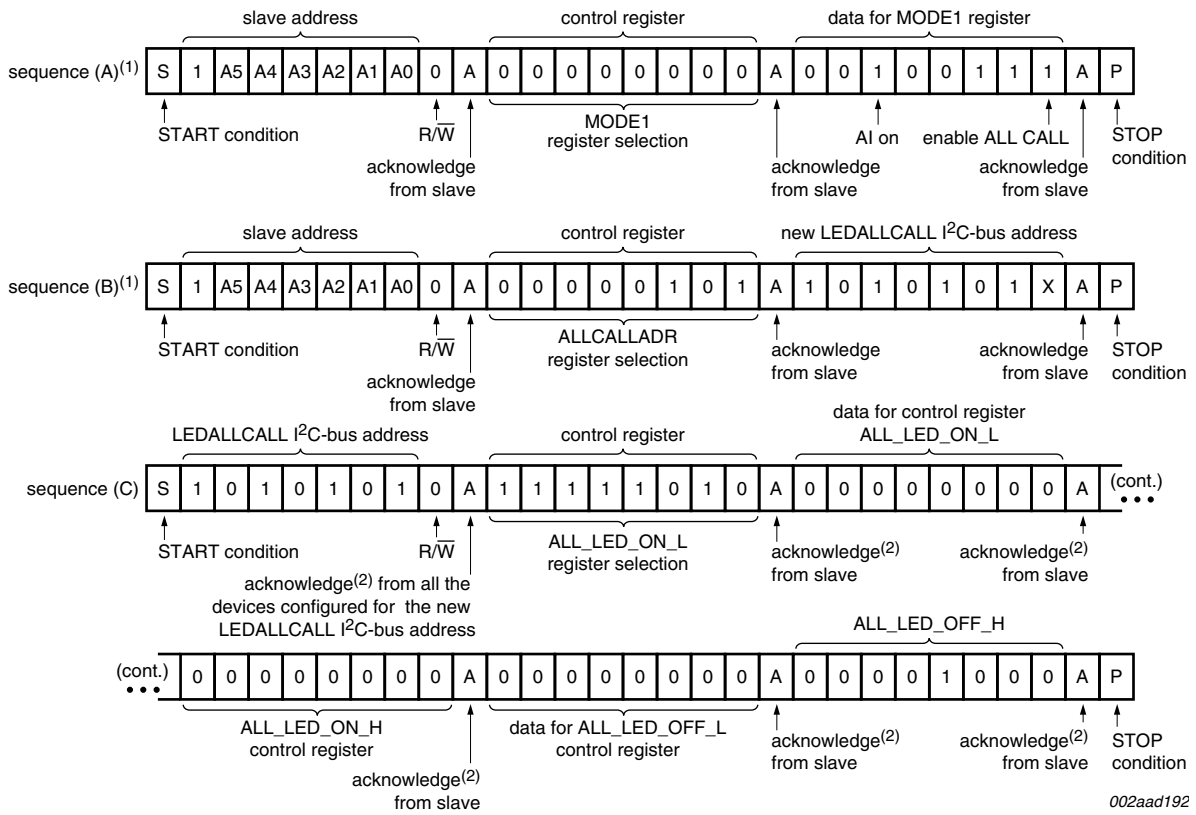 slave address control register data for MODE1 register
sequence (A)(1) S 1 A5 A4 A3 A2 A1 A0 0 A 0 0 0 0 0 0 0 0 A 0 0 1 0 0 1 1 1 A P
START condition R/W MODE1 AI on enable ALL CALL STOP
register selection condition
acknowledge acknowledge acknowledge
from slave from slave from slave
slave address control register new LEDALLCALL I2C-bus address
sequence (B)(1) S 1 A5 A4 A3 A2 A1 A0 0 A 0 0 0 0 0 1 0 1 A 1 0 1 0 1 0 1 X A P
START condition R/W ALLCALLADR acknowledge acknowledge STOP
register selection from slave from slave condition
acknowledge
from slave
data for control register
LEDALLCALL I2C-bus address control register ALL_LED_ON_L
sequence (C) S 1 0 1 0 1 0 1 0 A 1 1 1 1 1 0 1 0 A 0 0 0 0 0 0 0 0 A (cont.)
START condition R/W ALL_LED_ON_L acknowledge(2) acknowledge(2)
register selection from slave from slave
acknowledge(2) from all the
devices configured for the new
LEDALLCALL I2C-bus address
ALL_LED_OFF_H
(cont.) 0 0 0 0 0 0 0 0 A 0 0 0 0 0 0 0 0 A 0 0 0 0 1 0 0 0 A P
ALL_LED_ON_H data for ALL_LED_OFF_L acknowledge(2) acknowledge(2) STOP
control register control register from slave from slave condition
acknowledge(2)
from slave
002aad192